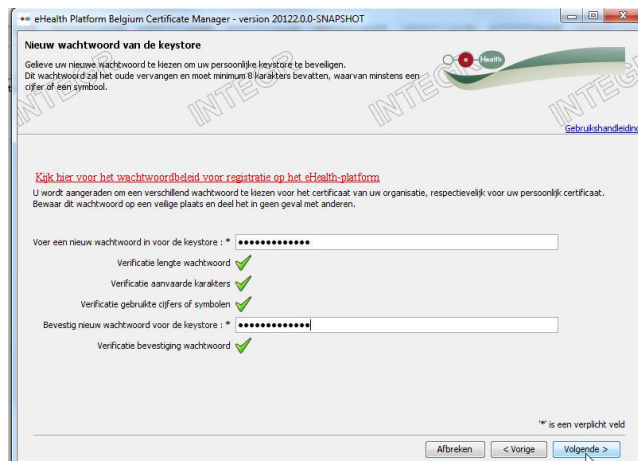 eHealth Platform Belgium Certificate Manager - version 20122.0.0-SNAPSHOT
Nieuw wachtwoord van de keystore
Gelieve uw nieuwe wachtwoord te kiezen om uw persoonlijke keystore te beveiligen.
Dit wachtwoord zal het oude vervangen en moet minimum 8 karakters bevatten, waarvan minstens een
cijfer of een symbool.
eHealth
INTEGR INTEGR INTEGR INTEGR
Gebruikshandleiding
Kijk hier voor het wachtwoordbeleid voor registratie op het eHealth-platform
U wordt aangeraden om een verschillend wachtwoord te kiezen voor het certificaat van uw organisatie, respectievelijk voor uw persoonlijk certificaat.
Bewaar dit wachtwoord op een veilige plaats en deel het in geen geval met anderen.
Voer een nieuw wachtwoord in voor de keystore : * •••••••••••••
Verificatie lengte wachtwoord
Verificatie aanvaarde karakters
Verificatie gebruikte cijfers of symbolen
Bevestig nieuw wachtwoord voor de keystore : * •••••••••••••
Verificatie bevestiging wachtwoord
'*' is een verplicht veld
Afbreken < Vorige Volgende >